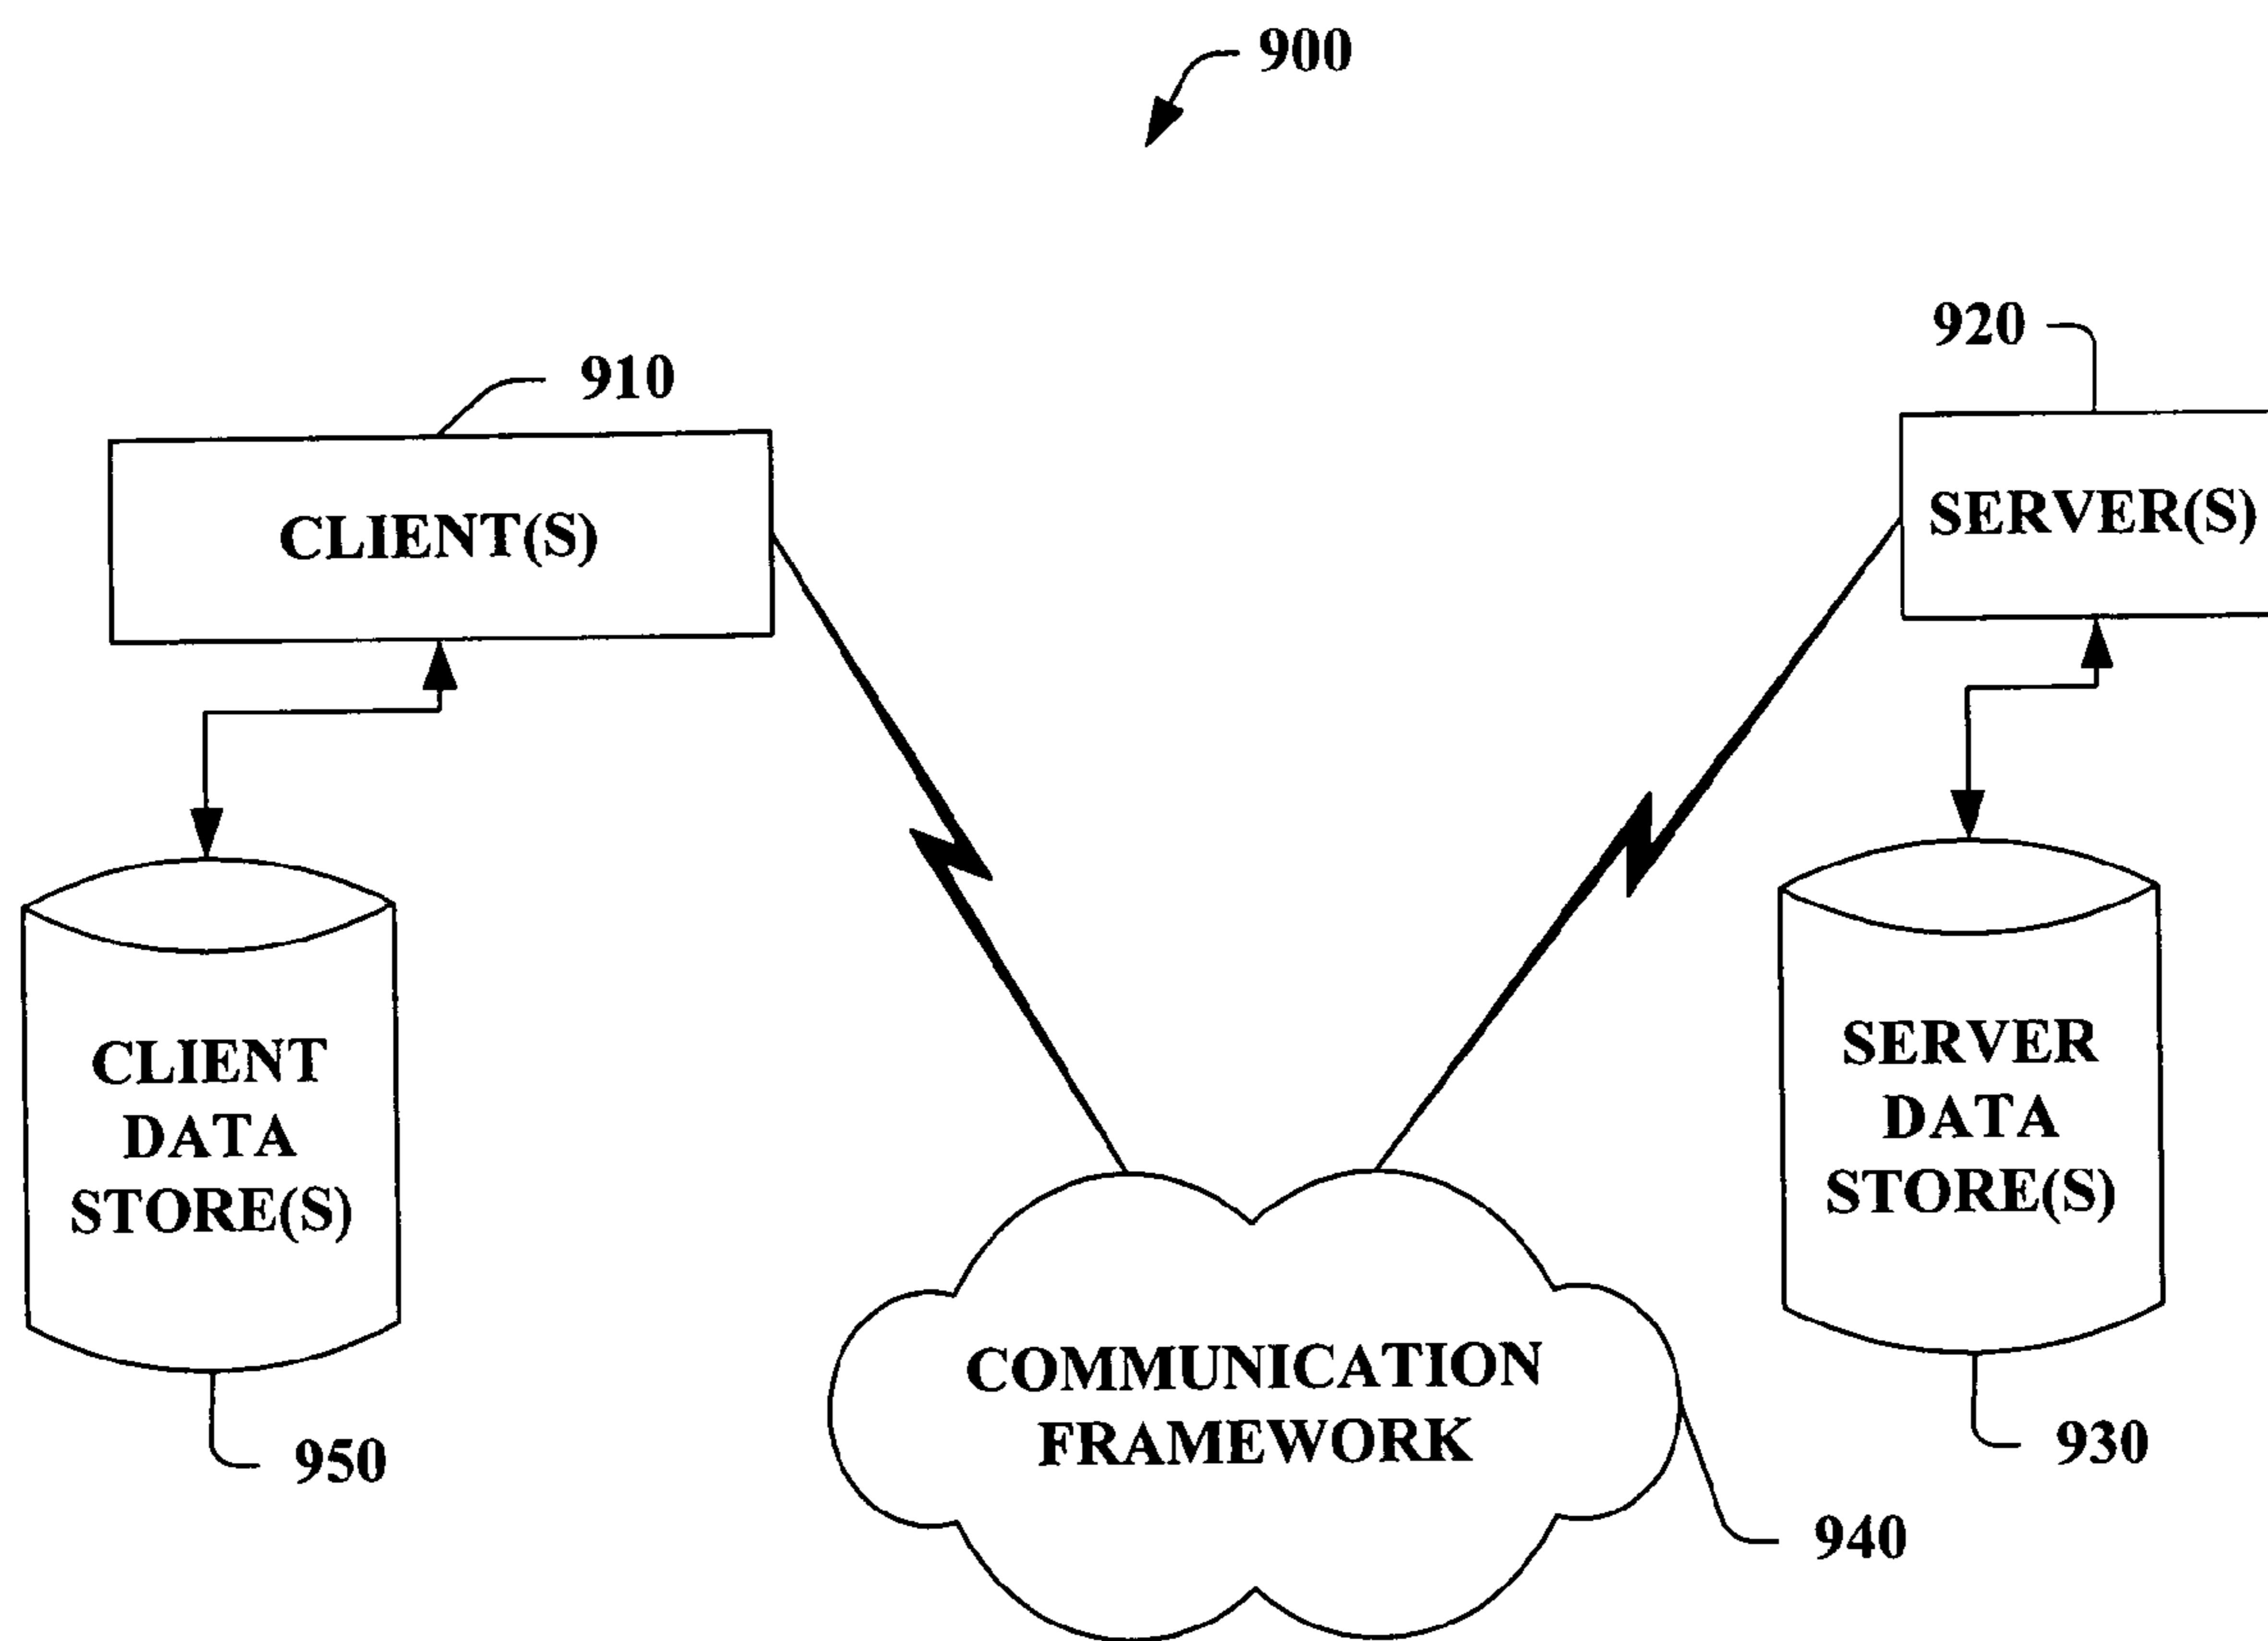 900
920
910
CLIENT(S)
SERVER(S)
CLIENT
DATA
STORE(S)
SERVER
DATA
STORE(S)
COMMUNICATION
FRAMEWORK
950
930
940